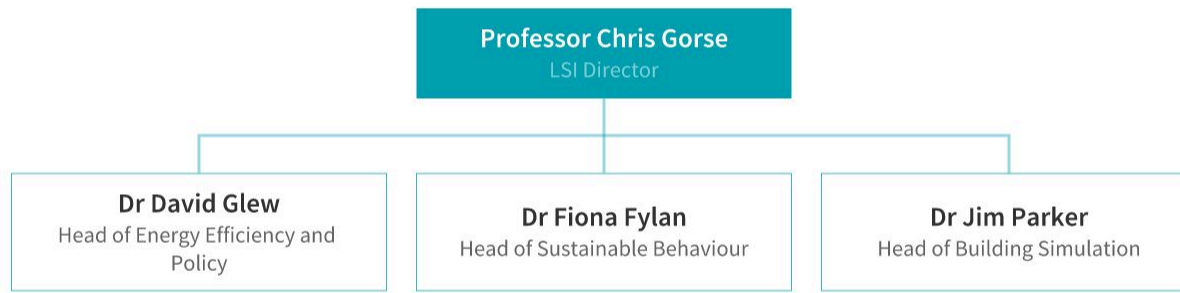 Professor Chris Gorse
LSI Director
Dr David Glew
Head of Energy Efficiency and
Policy
Dr Fiona Fylan
Head of Sustainable Behaviour
Dr Jim Parker
Head of Building Simulation